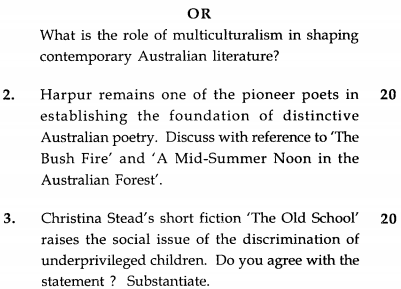 OR
What is the role of multiculturalism in shaping
contemporary Australian literature?
2. Harpur remains one of the pioneer poets in 20
establishing the foundation of distinctive
Australian poetry. Discuss with reference to 'The
Bush Fire' and 'A Mid-Summer Noon in the
Australian Forest'.
3. Christina Stead's short fiction 'The Old School' 20
raises the social issue of the discrimination of
underprivileged children. Do you agree with the
statement ? Substantiate.